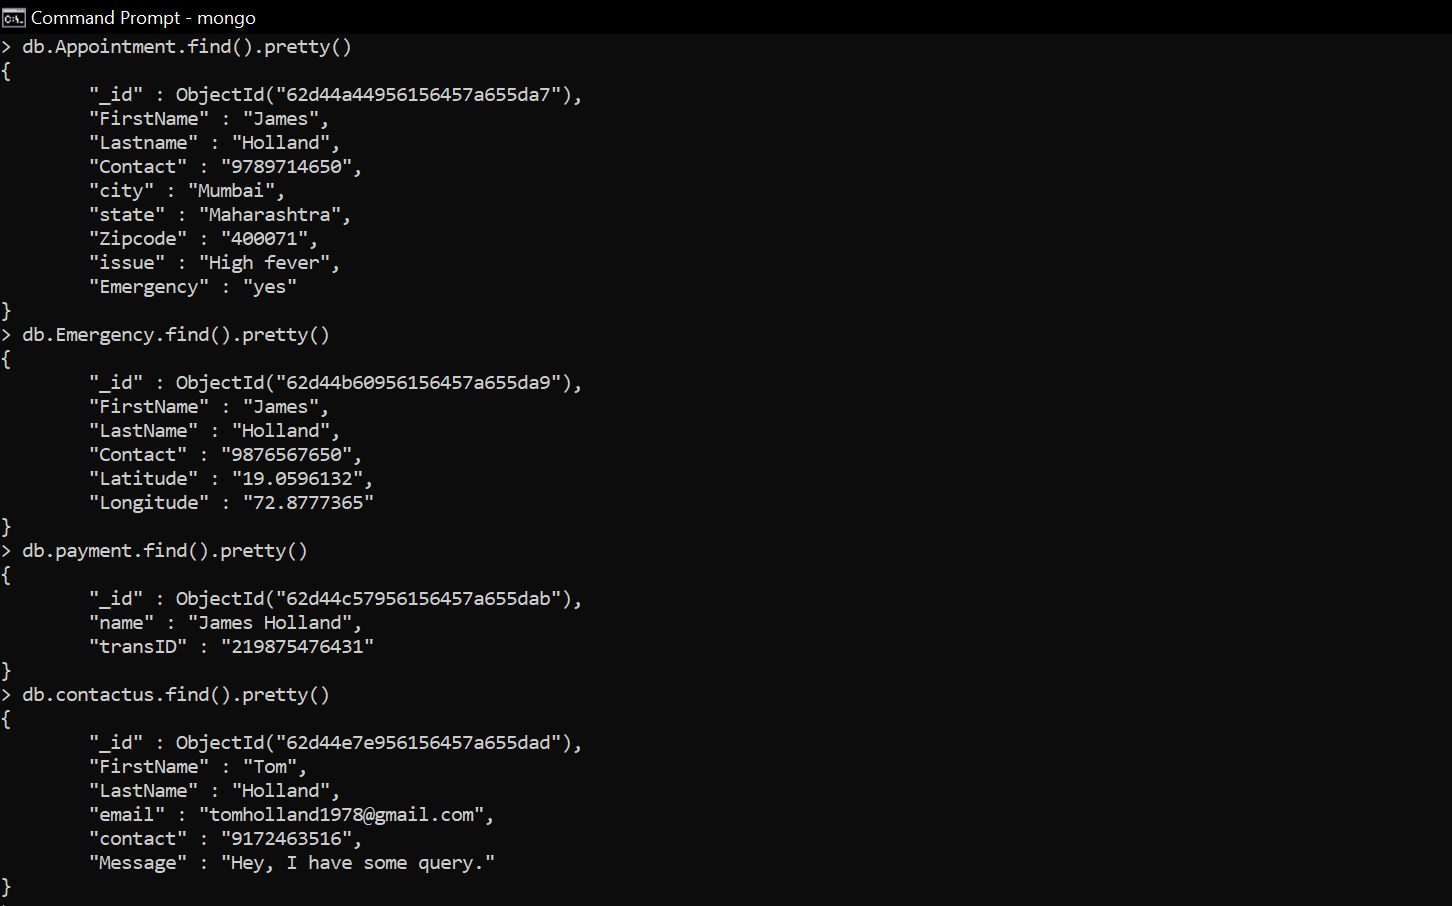 Command Prompt - mongo
> db.Appointment.find().pretty()
{
        "_id" : ObjectId("62d44a44956156457a655da7"),
        "FirstName" : "James",
        "Lastname" : "Holland",
        "Contact" : "9789714650",
        "city" : "Mumbai",
        "state" : "Maharashtra",
        "Zipcode" : "400071",
        "issue" : "High fever",
        "Emergency" : "yes"
}
> db.Emergency.find().pretty()
{
        "_id" : ObjectId("62d44b60956156457a655da9"),
        "FirstName" : "James",
        "LastName" : "Holland",
        "Contact" : "9876567650",
        "Latitude" : "19.0596132",
        "Longitude" : "72.8777365"
}
> db.payment.find().pretty()
{
        "_id" : ObjectId("62d44c57956156457a655dab"),
        "name" : "James Holland",
        "transID" : "219875476431"
}
> db.contactus.find().pretty()
{
        "_id" : ObjectId("62d44e7e956156457a655dad"),
        "FirstName" : "Tom",
        "LastName" : "Holland",
        "email" : "tomholland1978@gmail.com",
        "contact" : "9172463516",
        "Message" : "Hey, I have some query."
}